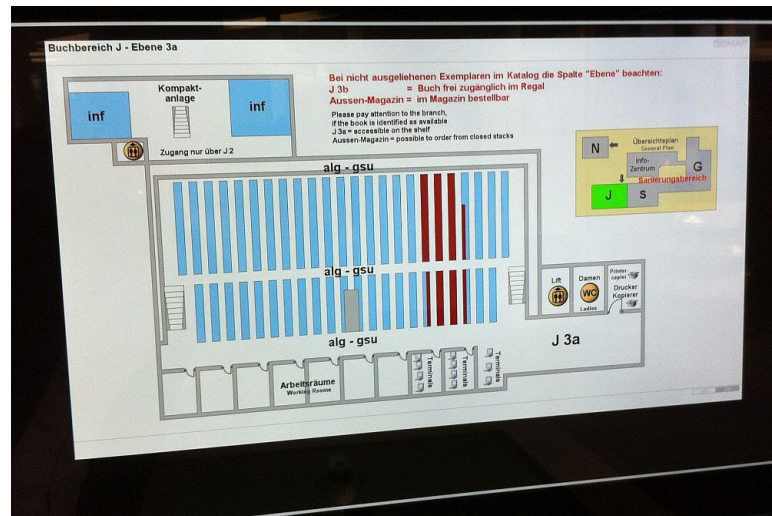 Buchbereich J - Ebene 3a
BIBMAP
Bei nicht ausgeliehenen Exemplaren im Katalog die Spalte "Ebene" beachten:
J 3b = Buch frei zugänglich im Regal
Aussen-Magazin = im Magazin bestellbar
Please pay attention to the branch,
if the book is identified as available
J 3a = accessible on the shelf
Aussen-Magazin = possible to order from closed stacks
inf
Kompakt-
anlage
inf
Zugang nur über J 2
N
Übersichtsplan
General Plan
Info-
Zentrum
G
Sanierungsbereich
J
S
alg - gsu
alg - gsu
alg - gsu
Lift
Damen
WC
Ladies
Printer
copier
Drucker
Kopierer
J 3a
Arbeitsräume
Working Rooms
Terminals
Terminals
Terminals